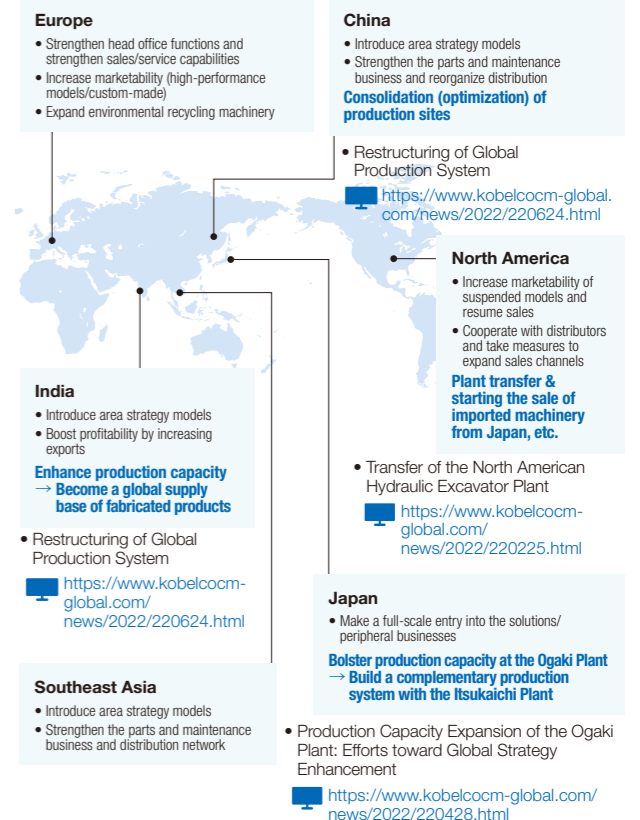 Europe
• Strengthen head office functions and
strengthen sales/service capabilities
• Increase marketability (high-performance
models/custom-made)
• Expand environmental recycling machinery
China
• Introduce area strategy models
• Strengthen the parts and maintenance
business and reorganize distribution
Consolidation (optimization) of
production sites
• Restructuring of Global
Production System
https://www.kobelcocm-global.
com/news/2022/220624.html
North America
• Increase marketability of
suspended models and
resume sales
• Cooperate with distributors
and take measures to
expand sales channels
Plant transfer &
starting the sale of
imported machinery
from Japan, etc.
• Transfer of the North American
Hydraulic Excavator Plant
https://www.kobelcocm-
global.com/
news/2022/220225.html
India
• Introduce area strategy models
• Boost profitability by increasing
exports
Enhance production capacity
→ Become a global supply
base of fabricated products
• Restructuring of Global
Production System
https://www.kobelcocm-
global.com/
news/2022/220624.html
Japan
• Make a full-scale entry into the solutions/
peripheral businesses
Bolster production capacity at the Ogaki Plant
→ Build a complementary production
system with the Itsukaichi Plant
• Production Capacity Expansion of the Ogaki
Plant: Efforts toward Global Strategy
Enhancement
https://www.kobelcocm-global.com/
news/2022/220428.html
Southeast Asia
• Introduce area strategy models
• Strengthen the parts and maintenance
business and distribution network